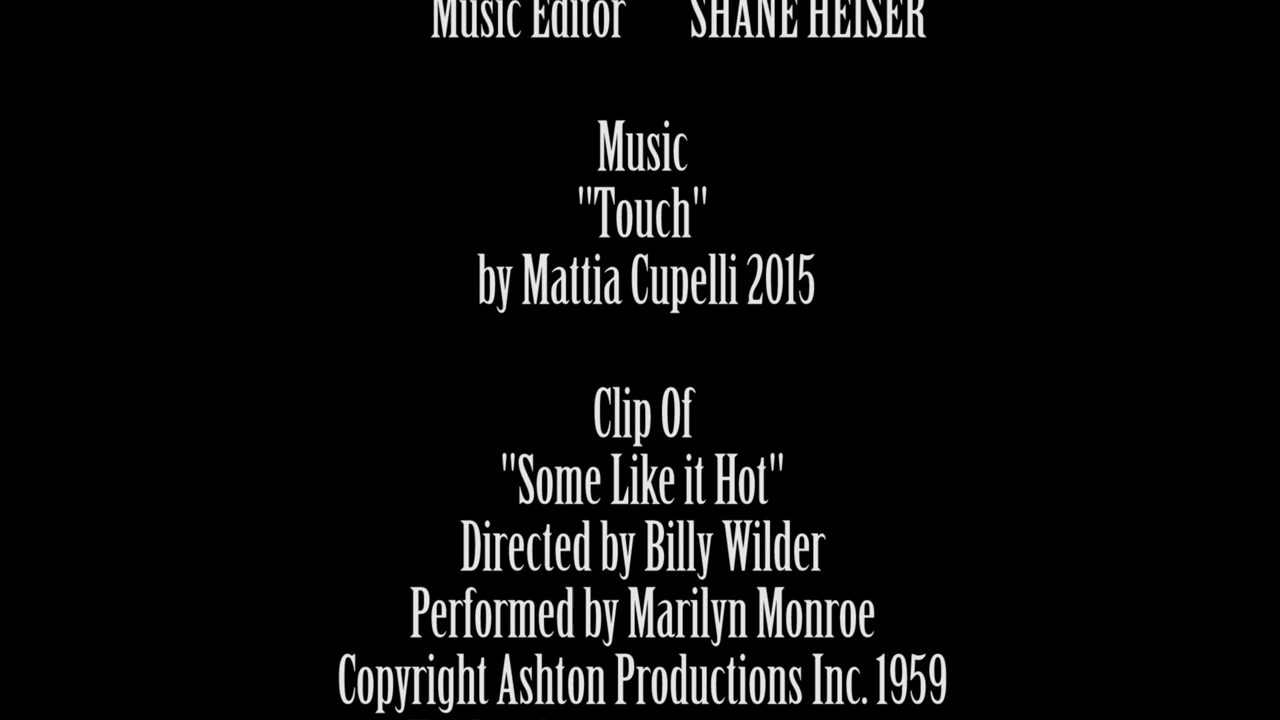 Music Editor SHANE HEISER
Music
"Touch"
by Mattia Cupelli 2015
Clip Of
"Some Like it Hot"
Directed by Billy Wilder
Performed by Marilyn Monroe
Copyright Ashton Productions Inc. 1959